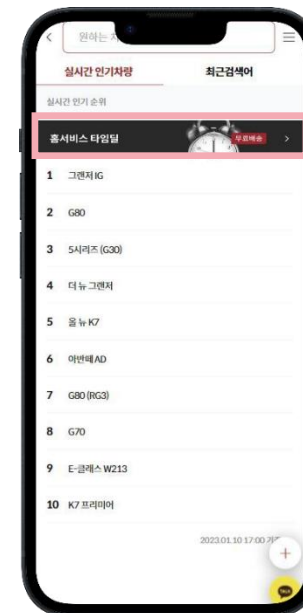 원하는
실시간 인기차량
최근검색어
실시간 인기 순위
홈서비스 타임딜 무료배송
1 그랜저 IG
2 G80
3 5시리즈 (G30)
4 더 뉴 그랜저
5 올 뉴 K7
6 아반떼 AD
7 G80 (RG3)
8 G70
9 E-클래스 W213
10 K7 프리미어
2023.01.10 17:00
TALK